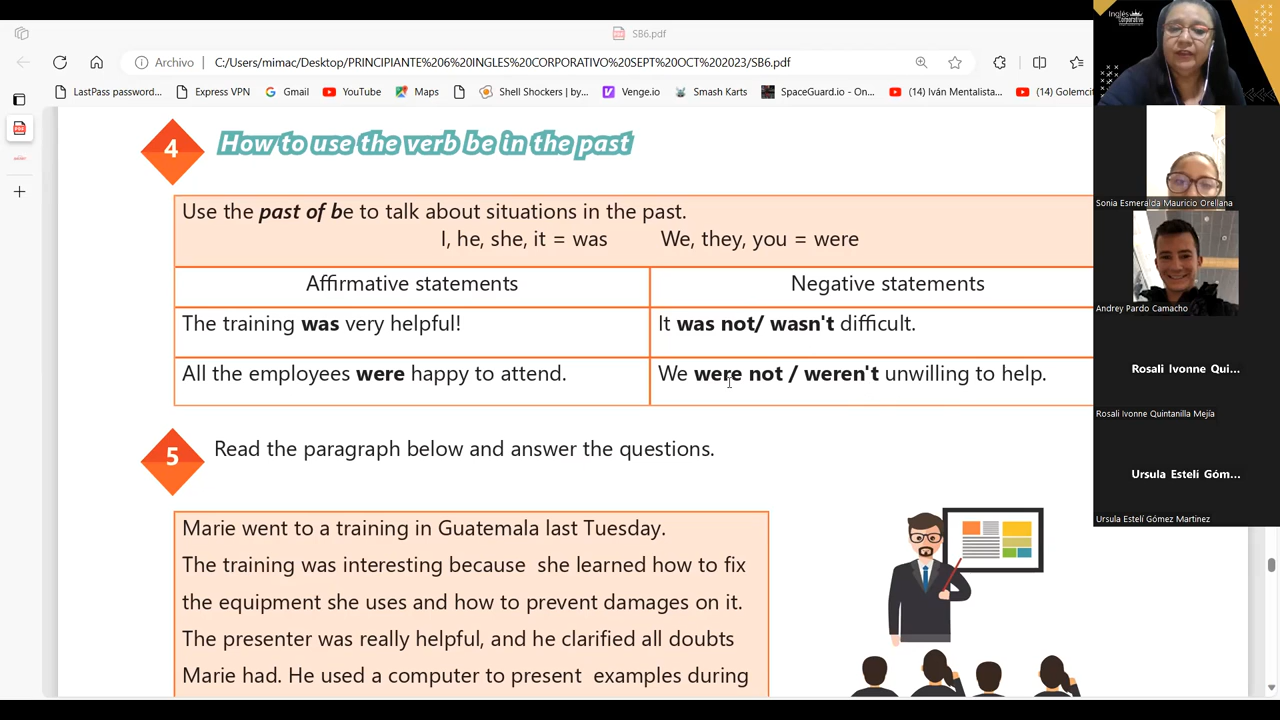 SB6.pdf
Archivo C:/Users/mimac/Desktop/PRINCIPIANTE%206%20INGLES%20CORPORATIVO%20SEPT%20OCT%202023/SB6.pdf
LastPass password... Express VPN Gmail YouTube Maps Shell Shockers | by... Venge.io Smash Karts SpaceGuard.io - On... (14) Iván Mentalista... (14) Golemcit
4 How to use the verb be in the past
Use the past of be to talk about situations in the past.
I, he, she, it = was We, they, you = were
Affirmative statements Negative statements
The training was very helpful! It was not/ wasn't difficult.
All the employees were happy to attend. We were not / weren't unwilling to help.
5 Read the paragraph below and answer the questions.
Marie went to a training in Guatemala last Tuesday.
The training was interesting because she learned how to fix
the equipment she uses and how to prevent damages on it.
The presenter was really helpful, and he clarified all doubts
Marie had. He used a computer to present examples during
Inglés
Corporativo
Sonia Esmeralda Mauricio Orellana
Andrey Pardo Camacho
Rosali Ivonne Qui...
Rosali Ivonne Quintanilla Mejía
Ursula Estelí Góm...
Ursula Estelí Gómez Martinez